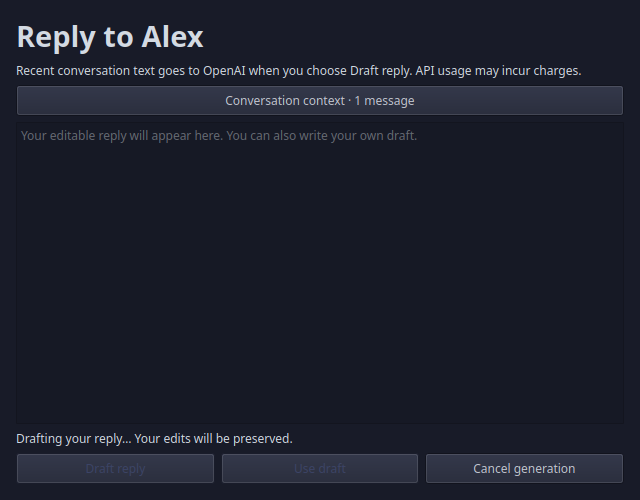 Reply to Alex
Recent conversation text goes to OpenAI when you choose Draft reply. API usage may incur charges.
Conversation context · 1 message
Your editable reply will appear here. You can also write your own draft.
Drafting your reply... Your edits will be preserved.
Draft reply
Use draft
Cancel generation